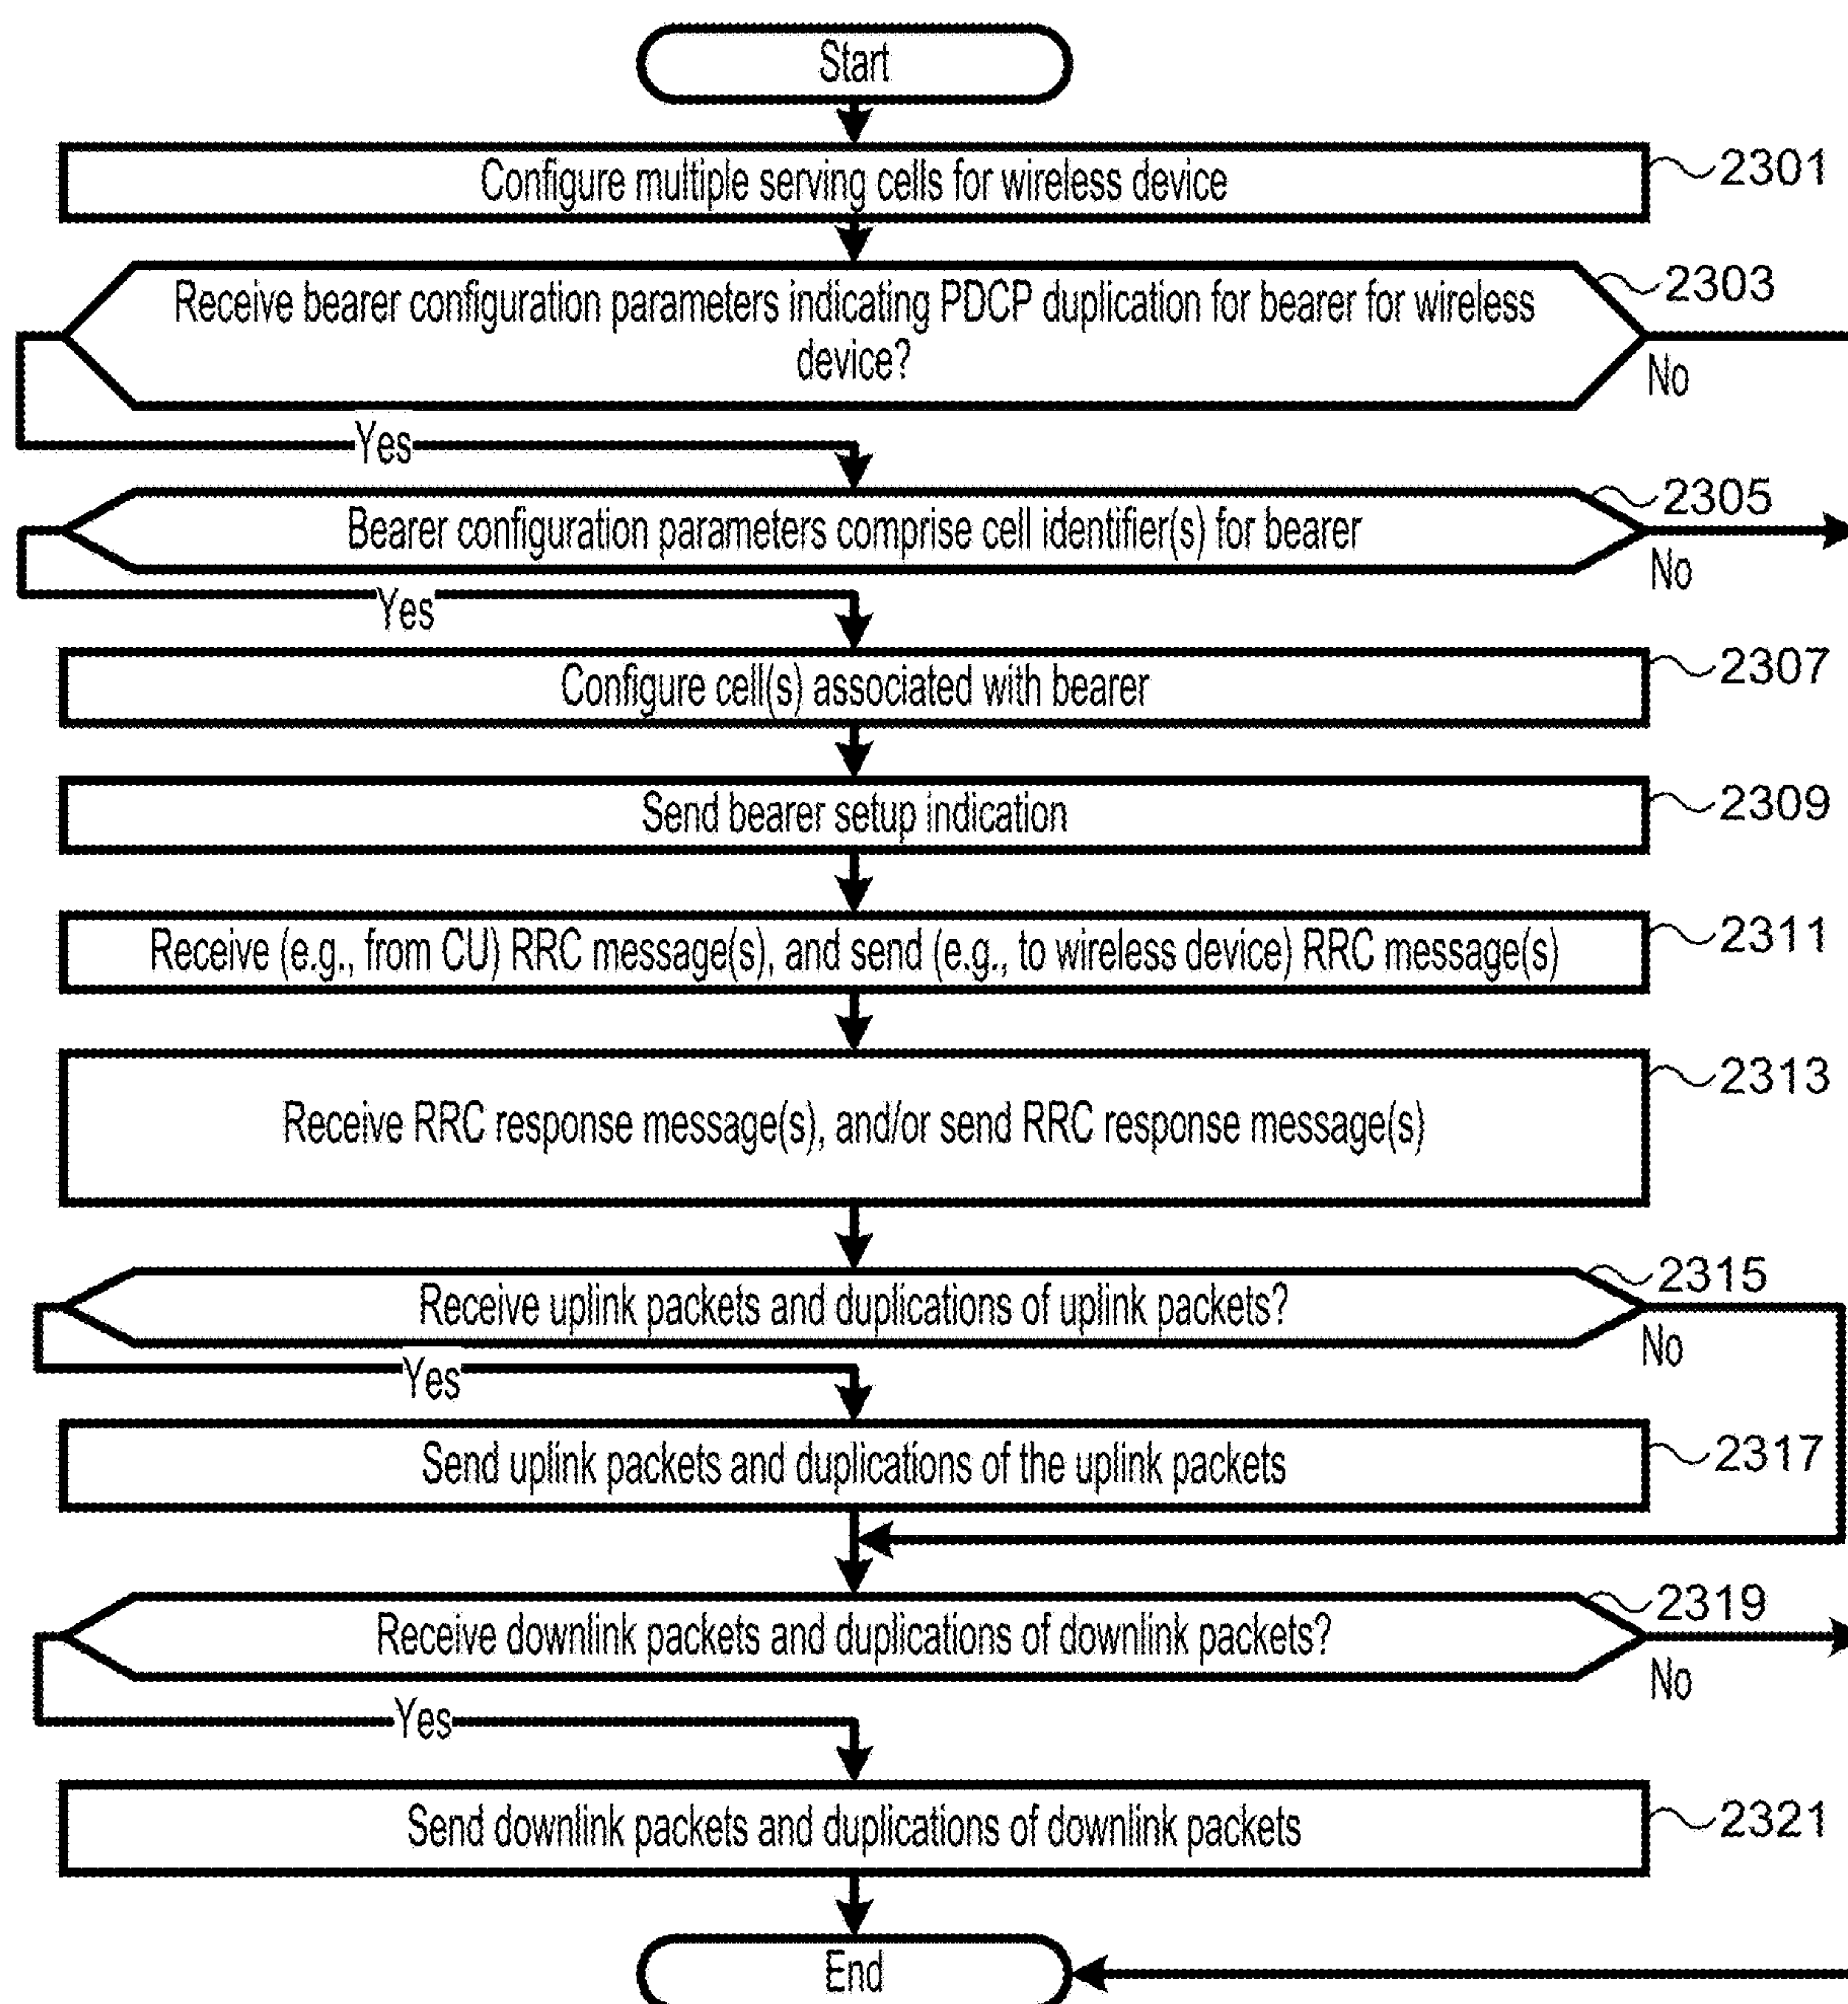 Start
Configure multiple serving cells for wireless device
2301
Receive bearer configuration parameters indicating PDCP duplication for bearer for wireless
device?
2303
No
Yes
Bearer configuration parameters comprise cell identifier(s) for bearer
2305
No
Yes
Configure cell(s) associated with bearer
2307
Send bearer setup indication
2309
Receive (e.g., from CU) RRC message(s), and send (e.g., to wireless device) RRC message(s)
2311
Receive RRC response message(s), and/or send RRC response message(s)
2313
Receive uplink packets and duplications of uplink packets?
2315
No
Yes
Send uplink packets and duplications of the uplink packets
2317
Receive downlink packets and duplications of downlink packets?
2319
No
Yes
Send downlink packets and duplications of downlink packets
2321
End